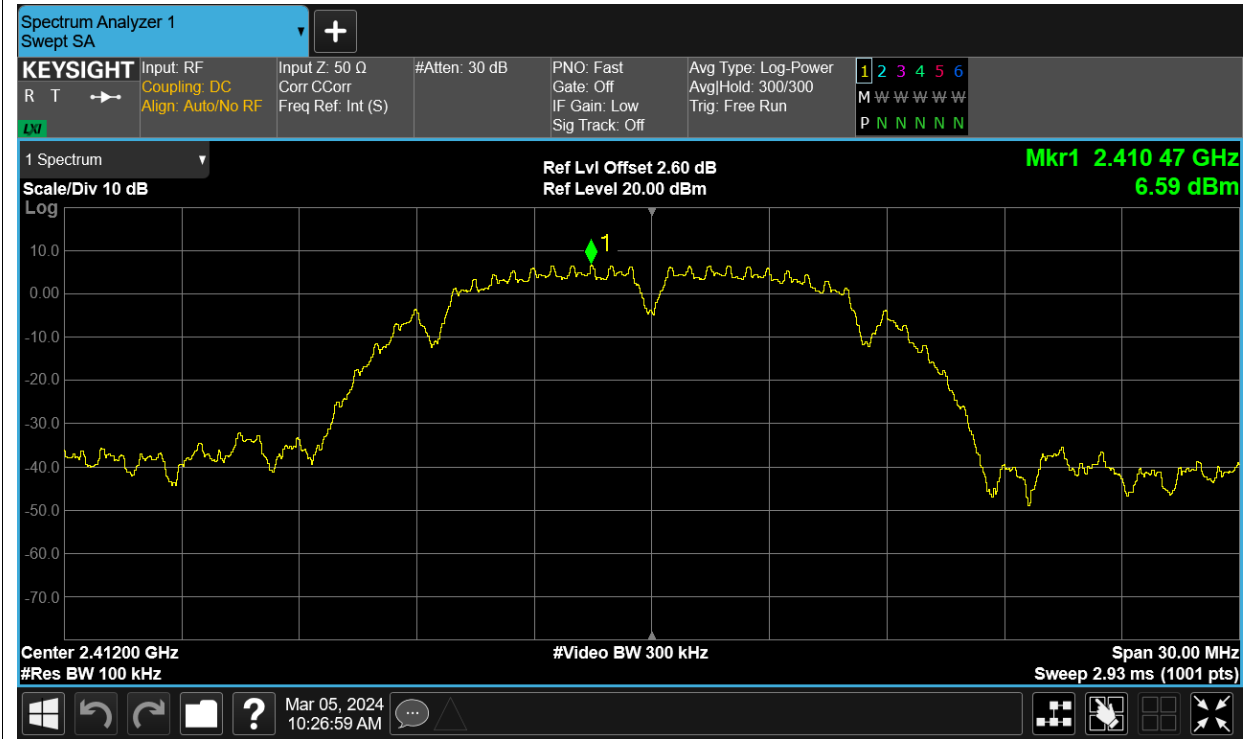 Spectrum Analyzer 1
Swept SA
+
KEYSIGHT
R T
LXI
Input: RF
Coupling: DC
Align: Auto/No RF
Input Z: 50 Ω
Corr CCorr
Freq Ref: Int (S)
#Atten: 30 dB
PNO: Fast
Gate: Off
IF Gain: Low
Sig Track: Off
Avg Type: Log-Power
Avg|Hold: 300/300
Trig: Free Run
1 2 3 4 5 6
M W W W W W
P N N N N N
1 Spectrum
Scale/Div 10 dB
Ref Lvl Offset 2.60 dB
Ref Level 20.00 dBm
Mkr1 2.410 47 GHz
6.59 dBm
Log
1
10.0
0.00
-10.0
-20.0
-30.0
-40.0
-50.0
-60.0
-70.0
Center 2.41200 GHz
#Video BW 300 kHz
Span 30.00 MHz
#Res BW 100 kHz
Sweep 2.93 ms (1001 pts)
?
Mar 05, 2024
10:26:59 AM